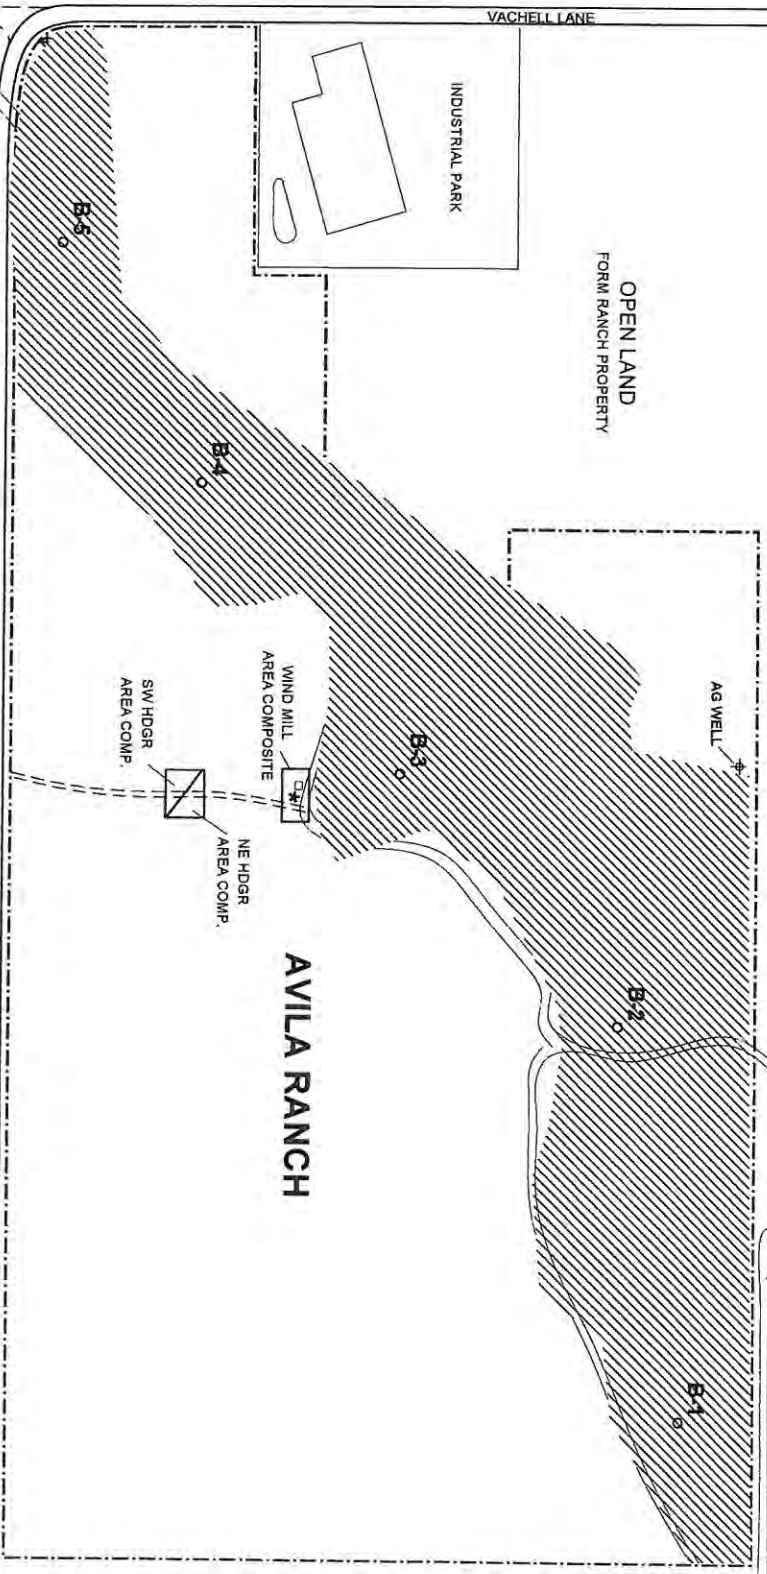 VACHELL LANE
INDUSTRIAL PARK
OPEN LAND
FORM RANCH PROPERTY
B-5
B-4
AG WELL
WIND MILL
AREA COMPOSITE
SW HDGR
AREA COMP.
B-3
NE HDGR
AREA COMP.
AVILA RANCH
B-2
B-1